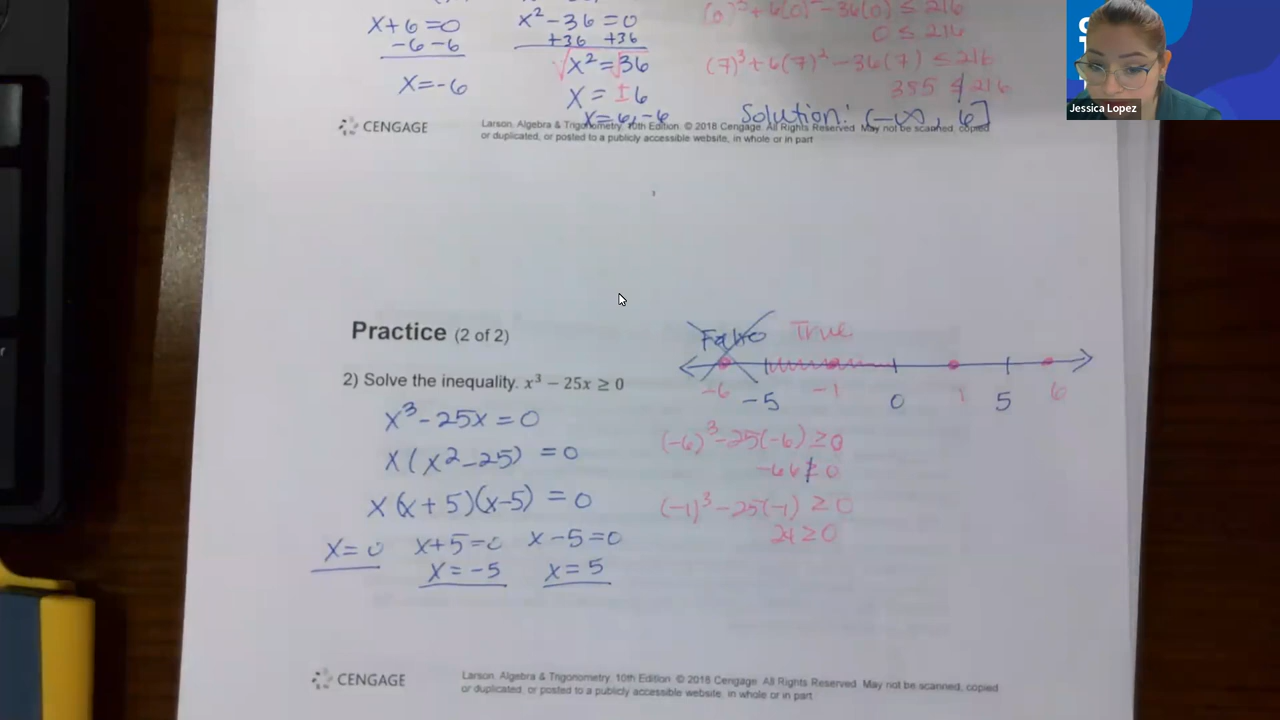 x+6=0
-6 -6
x=-6
x²-36=0
+36 +36
√x²=√36
x=±6
x=6,-6
(0)³+6(0)²-36(0)≤216
0≤216
(7)³+6(7)²-36(7)≤216
385≰216
Solution: (-∞, 6]
CENGAGE
Larson. Algebra & Trigonometry. 10th Edition. © 2018 Cengage. All Rights Reserved. May not be scanned, copied
or duplicated, or posted to a publicly accessible website, in whole or in part
Jessica Lopez
Practice (2 of 2)
2) Solve the inequality. x³ − 25x ≥ 0
x³-25x=0
x(x²-25)=0
x(x+5)(x-5)=0
x=0 x+5=0 x-5=0
x=-5 x=5
False True
-6 -5 -1 0 1 5 6
(-6)³-25(-6)≥0
-66≱0
(-1)³-25(-1)≥0
24≥0
CENGAGE
Larson. Algebra & Trigonometry. 10th Edition. © 2018 Cengage. All Rights Reserved. May not be scanned, copied
or duplicated, or posted to a publicly accessible website, in whole or in part